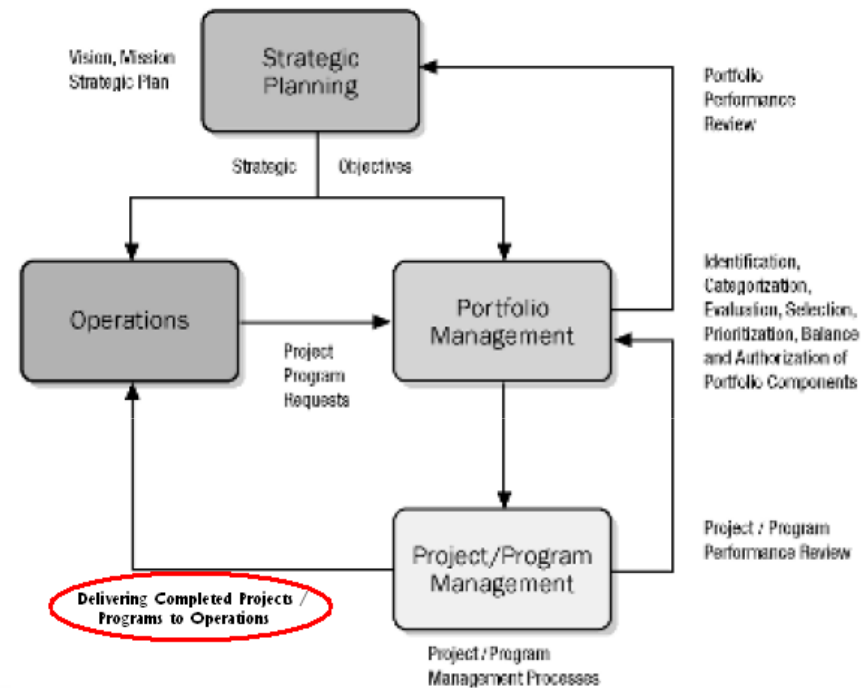 Strategic
Planning
Vision, Mission
Strategic Plan
Portfolio
Performance
Review
Strategic Objectives
Operations
Portfolio
Management
Identification,
Categorization,
Evaluation, Selection,
Prioritization, Balance
and Authorization of
Portfolio Components
Project
Program
Requests
Project/Program
Management
Project / Program
Performance Review
Delivering Completed Projects /
Programs to Operations
Project / Program
Management Processes